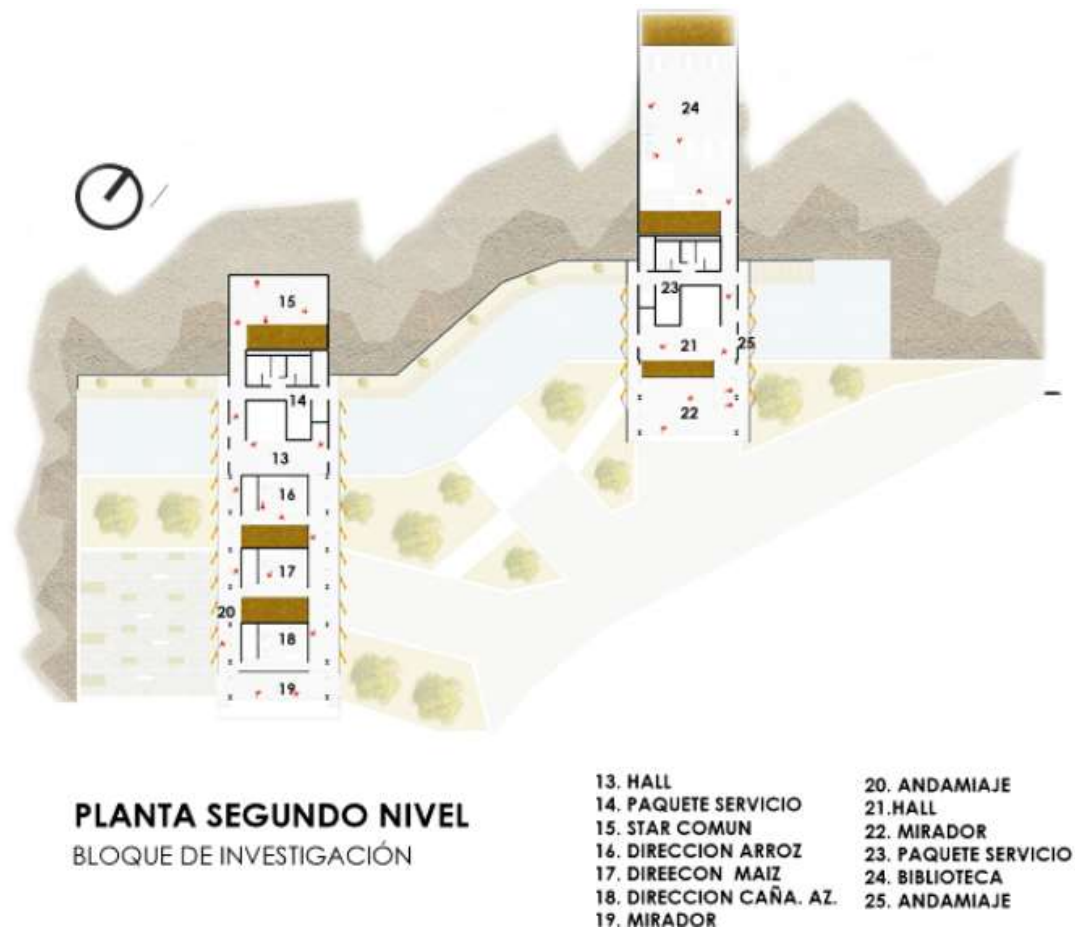 24
15
23
14
21
25
22
13
16
17
20
18
19
PLANTA SEGUNDO NIVEL
BLOQUE DE INVESTIGACIÓN
13. HALL
14. PAQUETE SERVICIO
15. STAR COMUN
16. DIRECCION ARROZ
17. DIREECON MAIZ
18. DIRECCION CAÑA. AZ.
19. MIRADOR
20. ANDAMIAJE
21.HALL
22. MIRADOR
23. PAQUETE SERVICIO
24. BIBLIOTECA
25. ANDAMIAJE